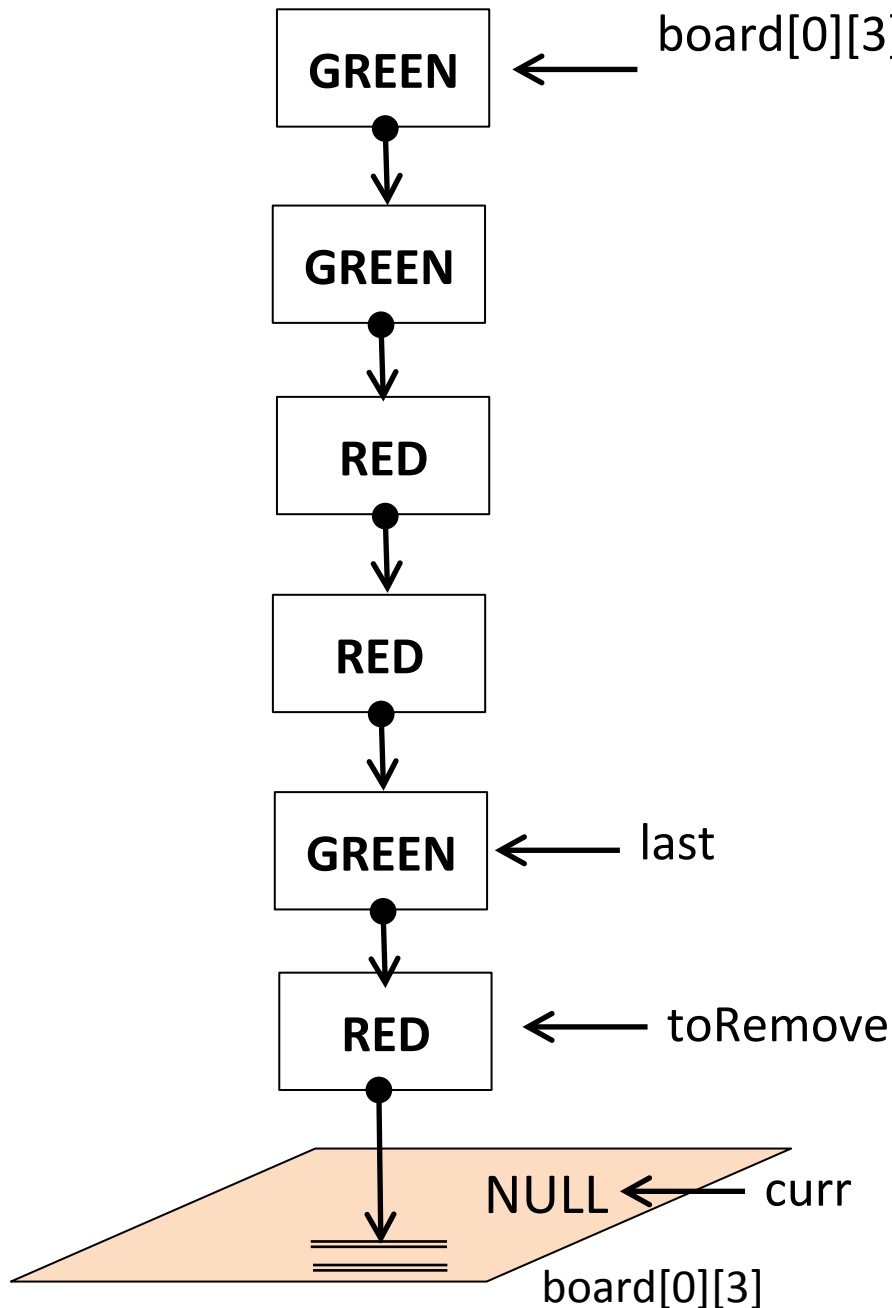 board[0][3]
GREEN
GREEN
RED
RED
GREEN
last
RED
toRemove
NULL
curr
board[0][3]